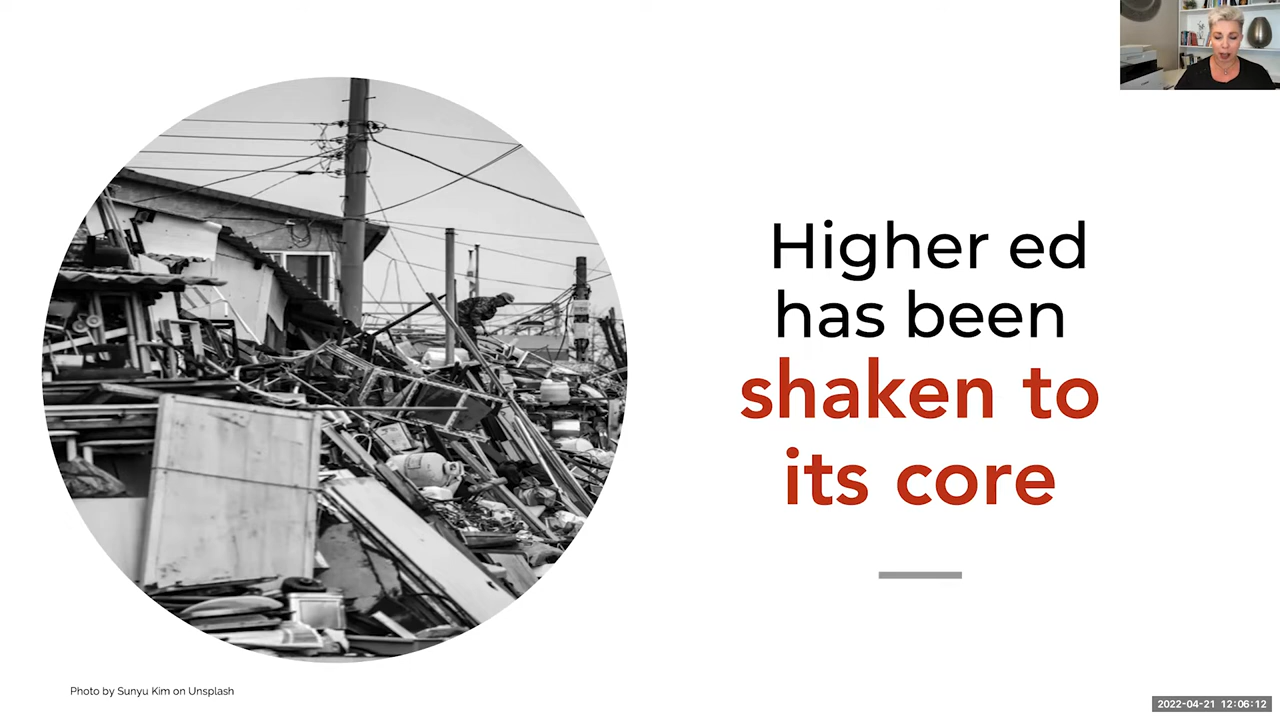 Higher ed
has been
shaken to
its core
Photo by Sunyu Kim on Unsplash
2022-04-21 12:06:12